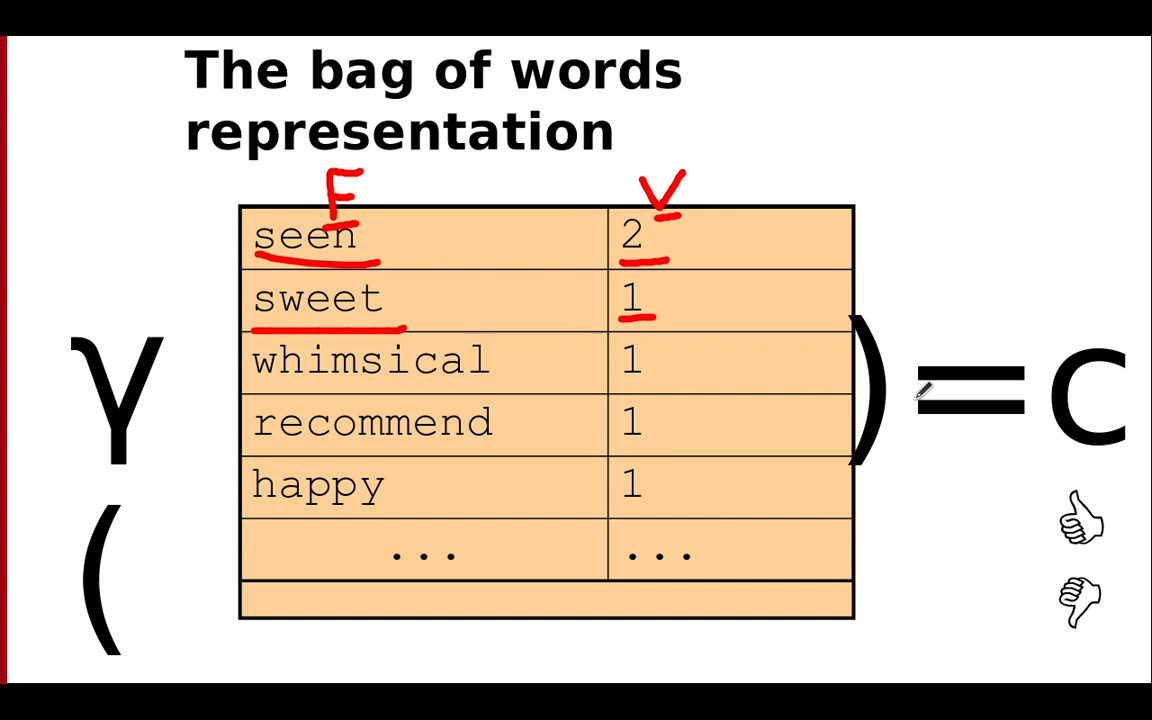 The bag of words
representation
F V
seen 2
sweet 1
whimsical 1
recommend 1
happy 1
... ...
γ ( ) = c